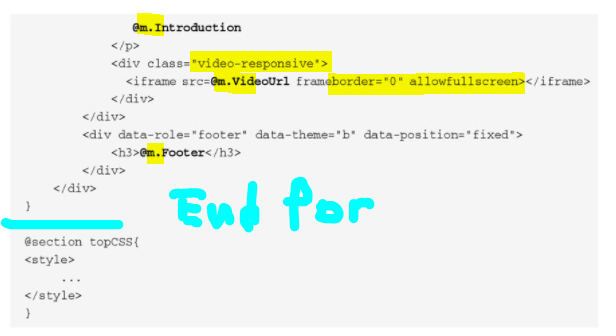 @m.Introduction
</p>
<div class="video-responsive">
<iframe src=@m.VideoUrl frameborder="0" allowfullscreen></iframe>
</div>
</div>
<div data-role="footer" data-theme="b" data-position="fixed">
<h3>@m.Footer</h3>
</div>
</div>
}
End for
@section topCSS{
<style>
...
</style>
}